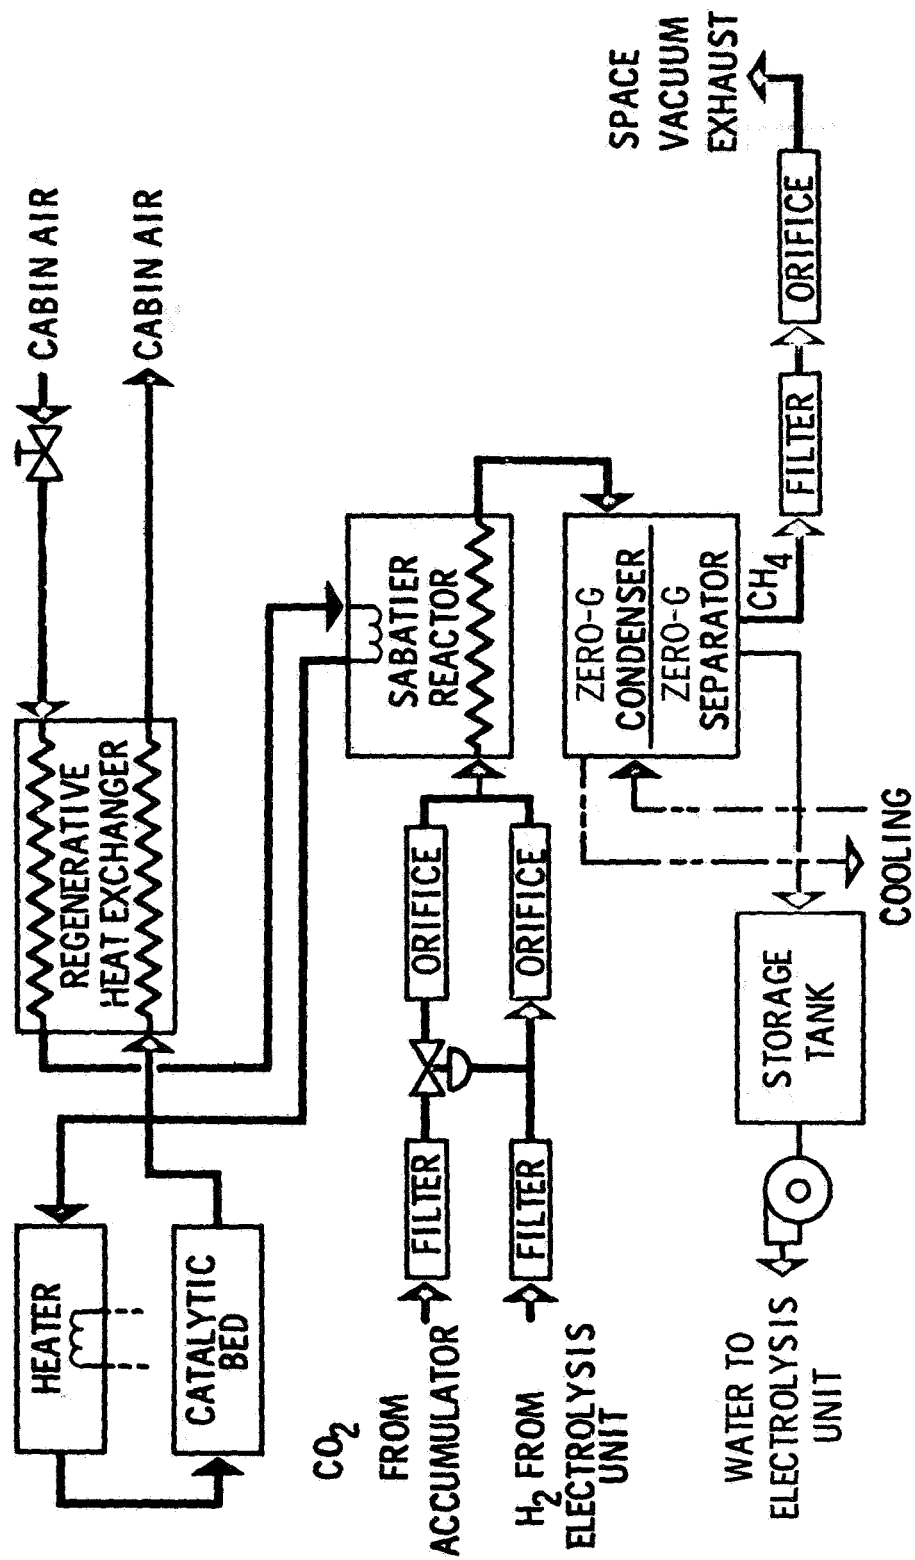 HEATER
CATALYTIC
BED
REGENERATIVE
HEAT EXCHANGER
CABIN AIR
CABIN AIR
CO2
FROM
ACCUMULATOR
FILTER
ORIFICE
H2 FROM
ELECTROLYSIS
UNIT
FILTER
ORIFICE
SABATIER
REACTOR
ZERO-G
CONDENSER
ZERO-G
SEPARATOR
CH4
FILTER
ORIFICE
SPACE
VACUUM
EXHAUST
COOLING
STORAGE
TANK
WATER TO
ELECTROLYSIS
UNIT